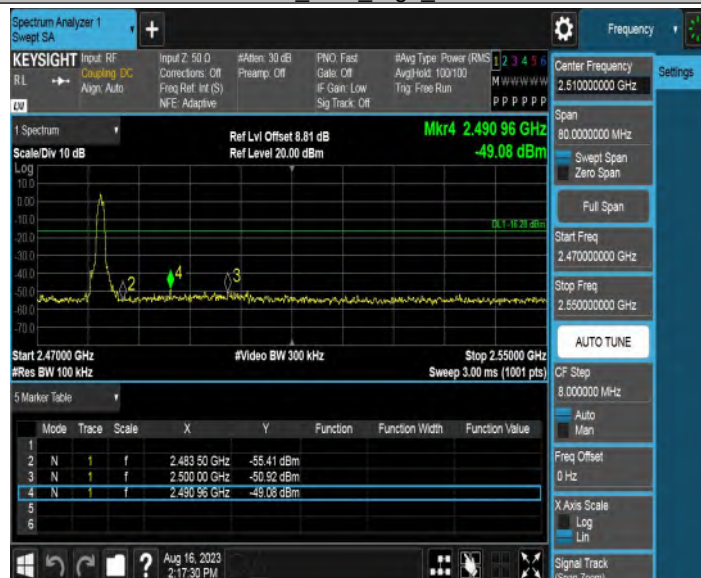 Spectrum Analyzer 1
Swept SA
+
Frequency
KEYSIGHT Input: RF Input Z: 50 Ω #Atten: 30 dB PNO: Fast #Avg Type: Power (RMS 1 2 3 4 5 6
RL Coupling: DC Corrections: Off Preamp: Off Gate: Off Avg|Hold: 100/100 M W W W W W
Align: Auto Freq Ref: Int (S) IF Gain: Low Trig: Free Run
NFE: Adaptive Sig Track: Off P P P P P P
LXI
1 Spectrum
Ref Lvl Offset 8.81 dB Mkr4 2.490 96 GHz
Scale/Div 10 dB Ref Level 20.00 dBm -49.08 dBm
Log
10.0
0.00
-10.0
DL1 -16.28 dBm
-20.0
-30.0
-40.0
2 4 3
-50.0
-60.0
-70.0
Start 2.47000 GHz #Video BW 300 kHz Stop 2.55000 GHz
#Res BW 100 kHz Sweep 3.00 ms (1001 pts)
5 Marker Table
Mode Trace Scale X Y Function Function Width Function Value
1
2 N 1 f 2.483 50 GHz -55.41 dBm
3 N 1 f 2.500 00 GHz -50.92 dBm
4 N 1 f 2.490 96 GHz -49.08 dBm
5
6
? Aug 16, 2023
2:17:30 PM
Center Frequency
2.510000000 GHz
Settings
Span
80.0000000 MHz
Swept Span
Zero Span
Full Span
Start Freq
2.470000000 GHz
Stop Freq
2.550000000 GHz
AUTO TUNE
CF Step
8.000000 MHz
Auto
Man
Freq Offset
0 Hz
X Axis Scale
Log
Lin
Signal Track
(Span Zoom)